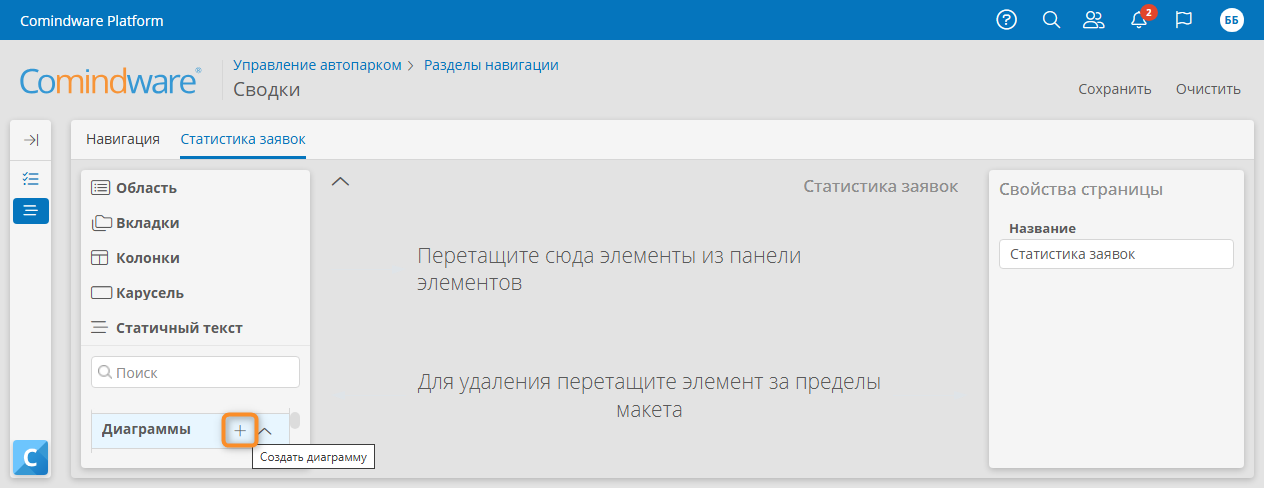 Comindware Platform
2
ББ
Comindware®
Управление автопарком > Разделы навигации
Сводки
Сохранить
Очистить
Навигация
Статистика заявок
Область
Вкладки
Колонки
Карусель
Статичный текст
Поиск
Диаграммы
Создать диаграмму
C
Статистика заявок
Перетащите сюда элементы из панели
элементов
Для удаления перетащите элемент за пределы
макета
Свойства страницы
Название
Статистика заявок